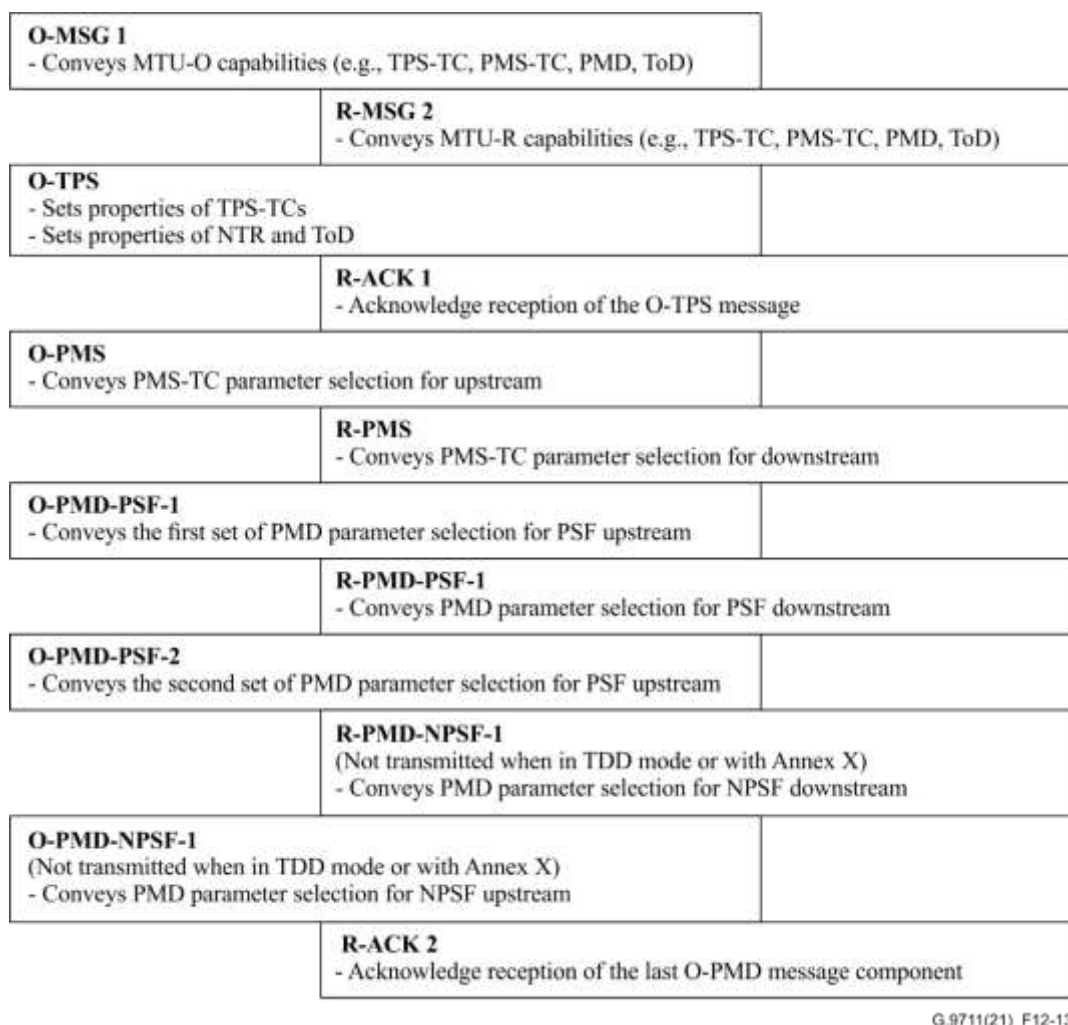 O-MSG 1
- Conveys MTU-O capabilities (e.g., TPS-TC, PMS-TC, PMD, ToD)
R-MSG 2
- Conveys MTU-R capabilities (e.g., TPS-TC, PMS-TC, PMD, ToD)
O-TPS
- Sets properties of TPS-TCs
- Sets properties of NTR and ToD
R-ACK 1
- Acknowledge reception of the O-TPS message
O-PMS
- Conveys PMS-TC parameter selection for upstream
R-PMS
- Conveys PMS-TC parameter selection for downstream
O-PMD-PSF-1
- Conveys the first set of PMD parameter selection for PSF upstream
R-PMD-PSF-1
- Conveys PMD parameter selection for PSF downstream
O-PMD-PSF-2
- Conveys the second set of PMD parameter selection for PSF upstream
R-PMD-NPSF-1
(Not transmitted when in TDD mode or with Annex X)
- Conveys PMD parameter selection for NPSF downstream
O-PMD-NPSF-1
(Not transmitted when in TDD mode or with Annex X)
- Conveys PMD parameter selection for NPSF upstream
R-ACK 2
- Acknowledge reception of the last O-PMD message component
G.9711(21)_F12-13